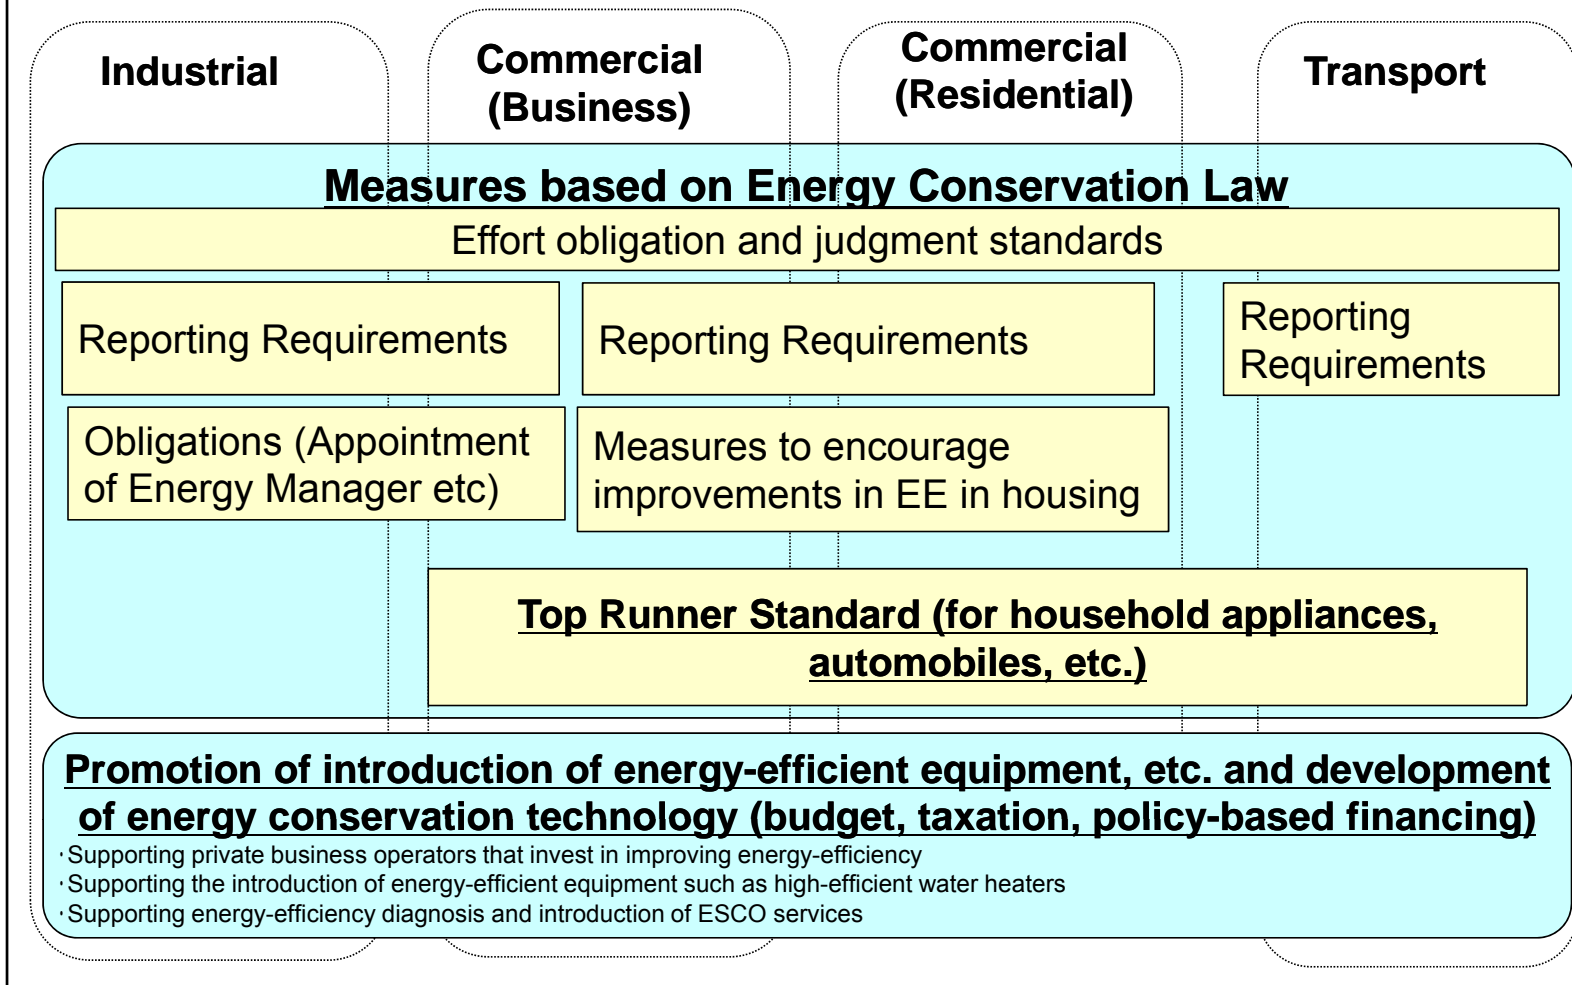 Industrial
Commercial
(Business)
Commercial
(Residential)
Transport
Measures based on Energy Conservation Law
Effort obligation and judgment standards
Reporting Requirements
Reporting Requirements
Reporting
Requirements
Obligations (Appointment
of Energy Manager etc)
Measures to encourage
improvements in EE in housing
Top Runner Standard (for household appliances,
automobiles, etc.)
Promotion of introduction of energy-efficient equipment, etc. and development
of energy conservation technology (budget, taxation, policy-based financing)
・Supporting private business operators that invest in improving energy-efficiency
・Supporting the introduction of energy-efficient equipment such as high-efficient water heaters
・Supporting energy-efficiency diagnosis and introduction of ESCO services